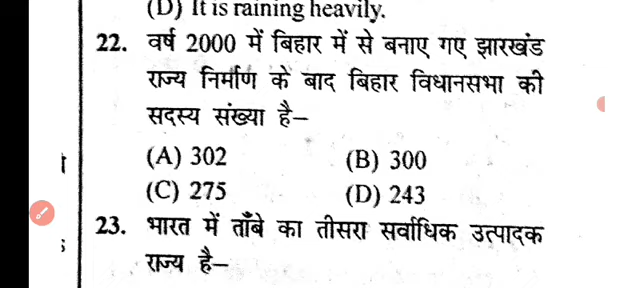 (D) It is raining heavily.
22. वर्ष 2000 में बिहार में से बनाए गए झारखंड
राज्य निर्माण के बाद बिहार विधानसभा की
सदस्य संख्या है–
(A) 302 (B) 300
(C) 275 (D) 243
23. भारत में ताँबे का तीसरा सर्वाधिक उत्पादक
राज्य है–